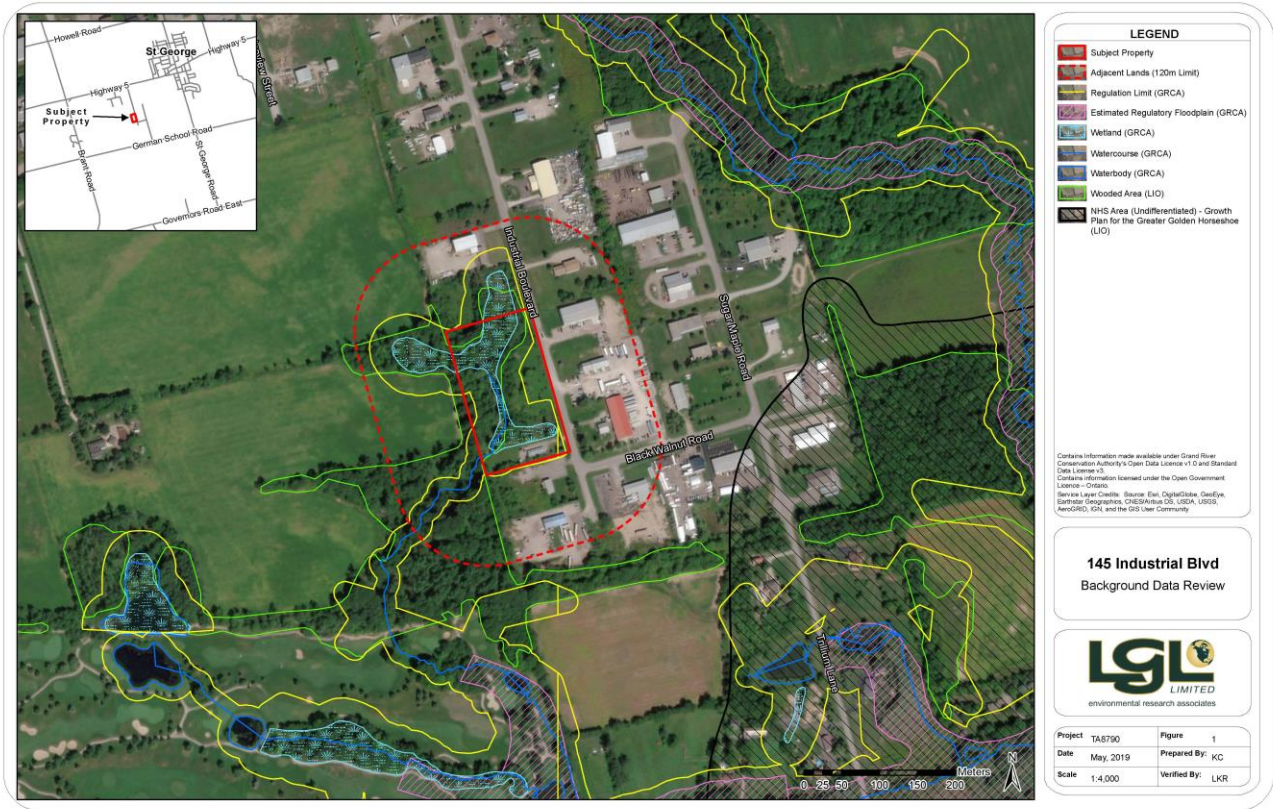 Howell Road
St George
Highway 5
Highway 5
Subject
Property
German School Road
Brant Road
St George Road
Governors Road East
Industrial Boulevard
Sugar Maple Road
Black Walnut Road
Trillium Lane
Meters
0 25 50 100 150 200
N
LEGEND
Subject Property
Adjacent Lands (120m Limit)
Regulation Limit (GRCA)
Estimated Regulatory Floodplain (GRCA)
Wetland (GRCA)
Watercourse (GRCA)
Waterbody (GRCA)
Wooded Area (LIO)
NHS Area (Undifferentiated) - Growth
Plan for the Greater Golden Horseshoe
(LIO)
Contains information made available under Grand River
Conservation Authority's Open Data Licence v1.0 and Standard
Data License v3.
Contains information licensed under the Open Government
Licence – Ontario.
Service Layer Credits: Source: Esri, DigitalGlobe, GeoEye,
Earthstar Geographics, CNES/Airbus DS, USDA, USGS,
AeroGRID, IGN, and the GIS User Community
145 Industrial Blvd
Background Data Review
LGL
LIMITED
environmental research associates
Project TA8790 Figure 1
Date May, 2019 Prepared By: KC
Scale 1:4,000 Verified By: LKR